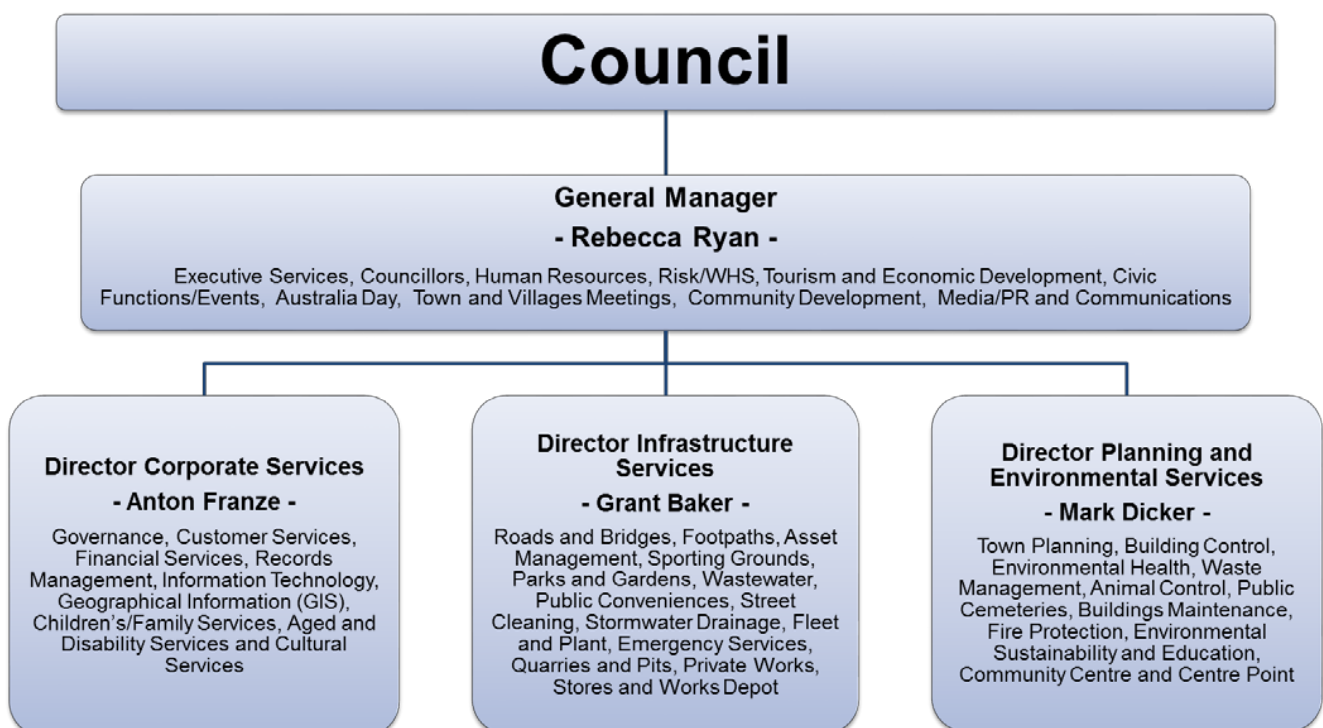 Council
General Manager
- Rebecca Ryan -
Executive Services, Councillors, Human Resources, Risk/WHS, Tourism and Economic Development, Civic
Functions/Events, Australia Day, Town and Villages Meetings, Community Development, Media/PR and Communications
Director Corporate Services
- Anton Franze -
Governance, Customer Services,
Financial Services, Records
Management, Information Technology,
Geographical Information (GIS),
Children's/Family Services, Aged and
Disability Services and Cultural
Services
Director Infrastructure
Services
- Grant Baker -
Roads and Bridges, Footpaths, Asset
Management, Sporting Grounds,
Parks and Gardens, Wastewater,
Public Conveniences, Street
Cleaning, Stormwater Drainage, Fleet
and Plant, Emergency Services,
Quarries and Pits, Private Works,
Stores and Works Depot
Director Planning and
Environmental Services
- Mark Dicker -
Town Planning, Building Control,
Environmental Health, Waste
Management, Animal Control, Public
Cemeteries, Buildings Maintenance,
Fire Protection, Environmental
Sustainability and Education,
Community Centre and Centre Point